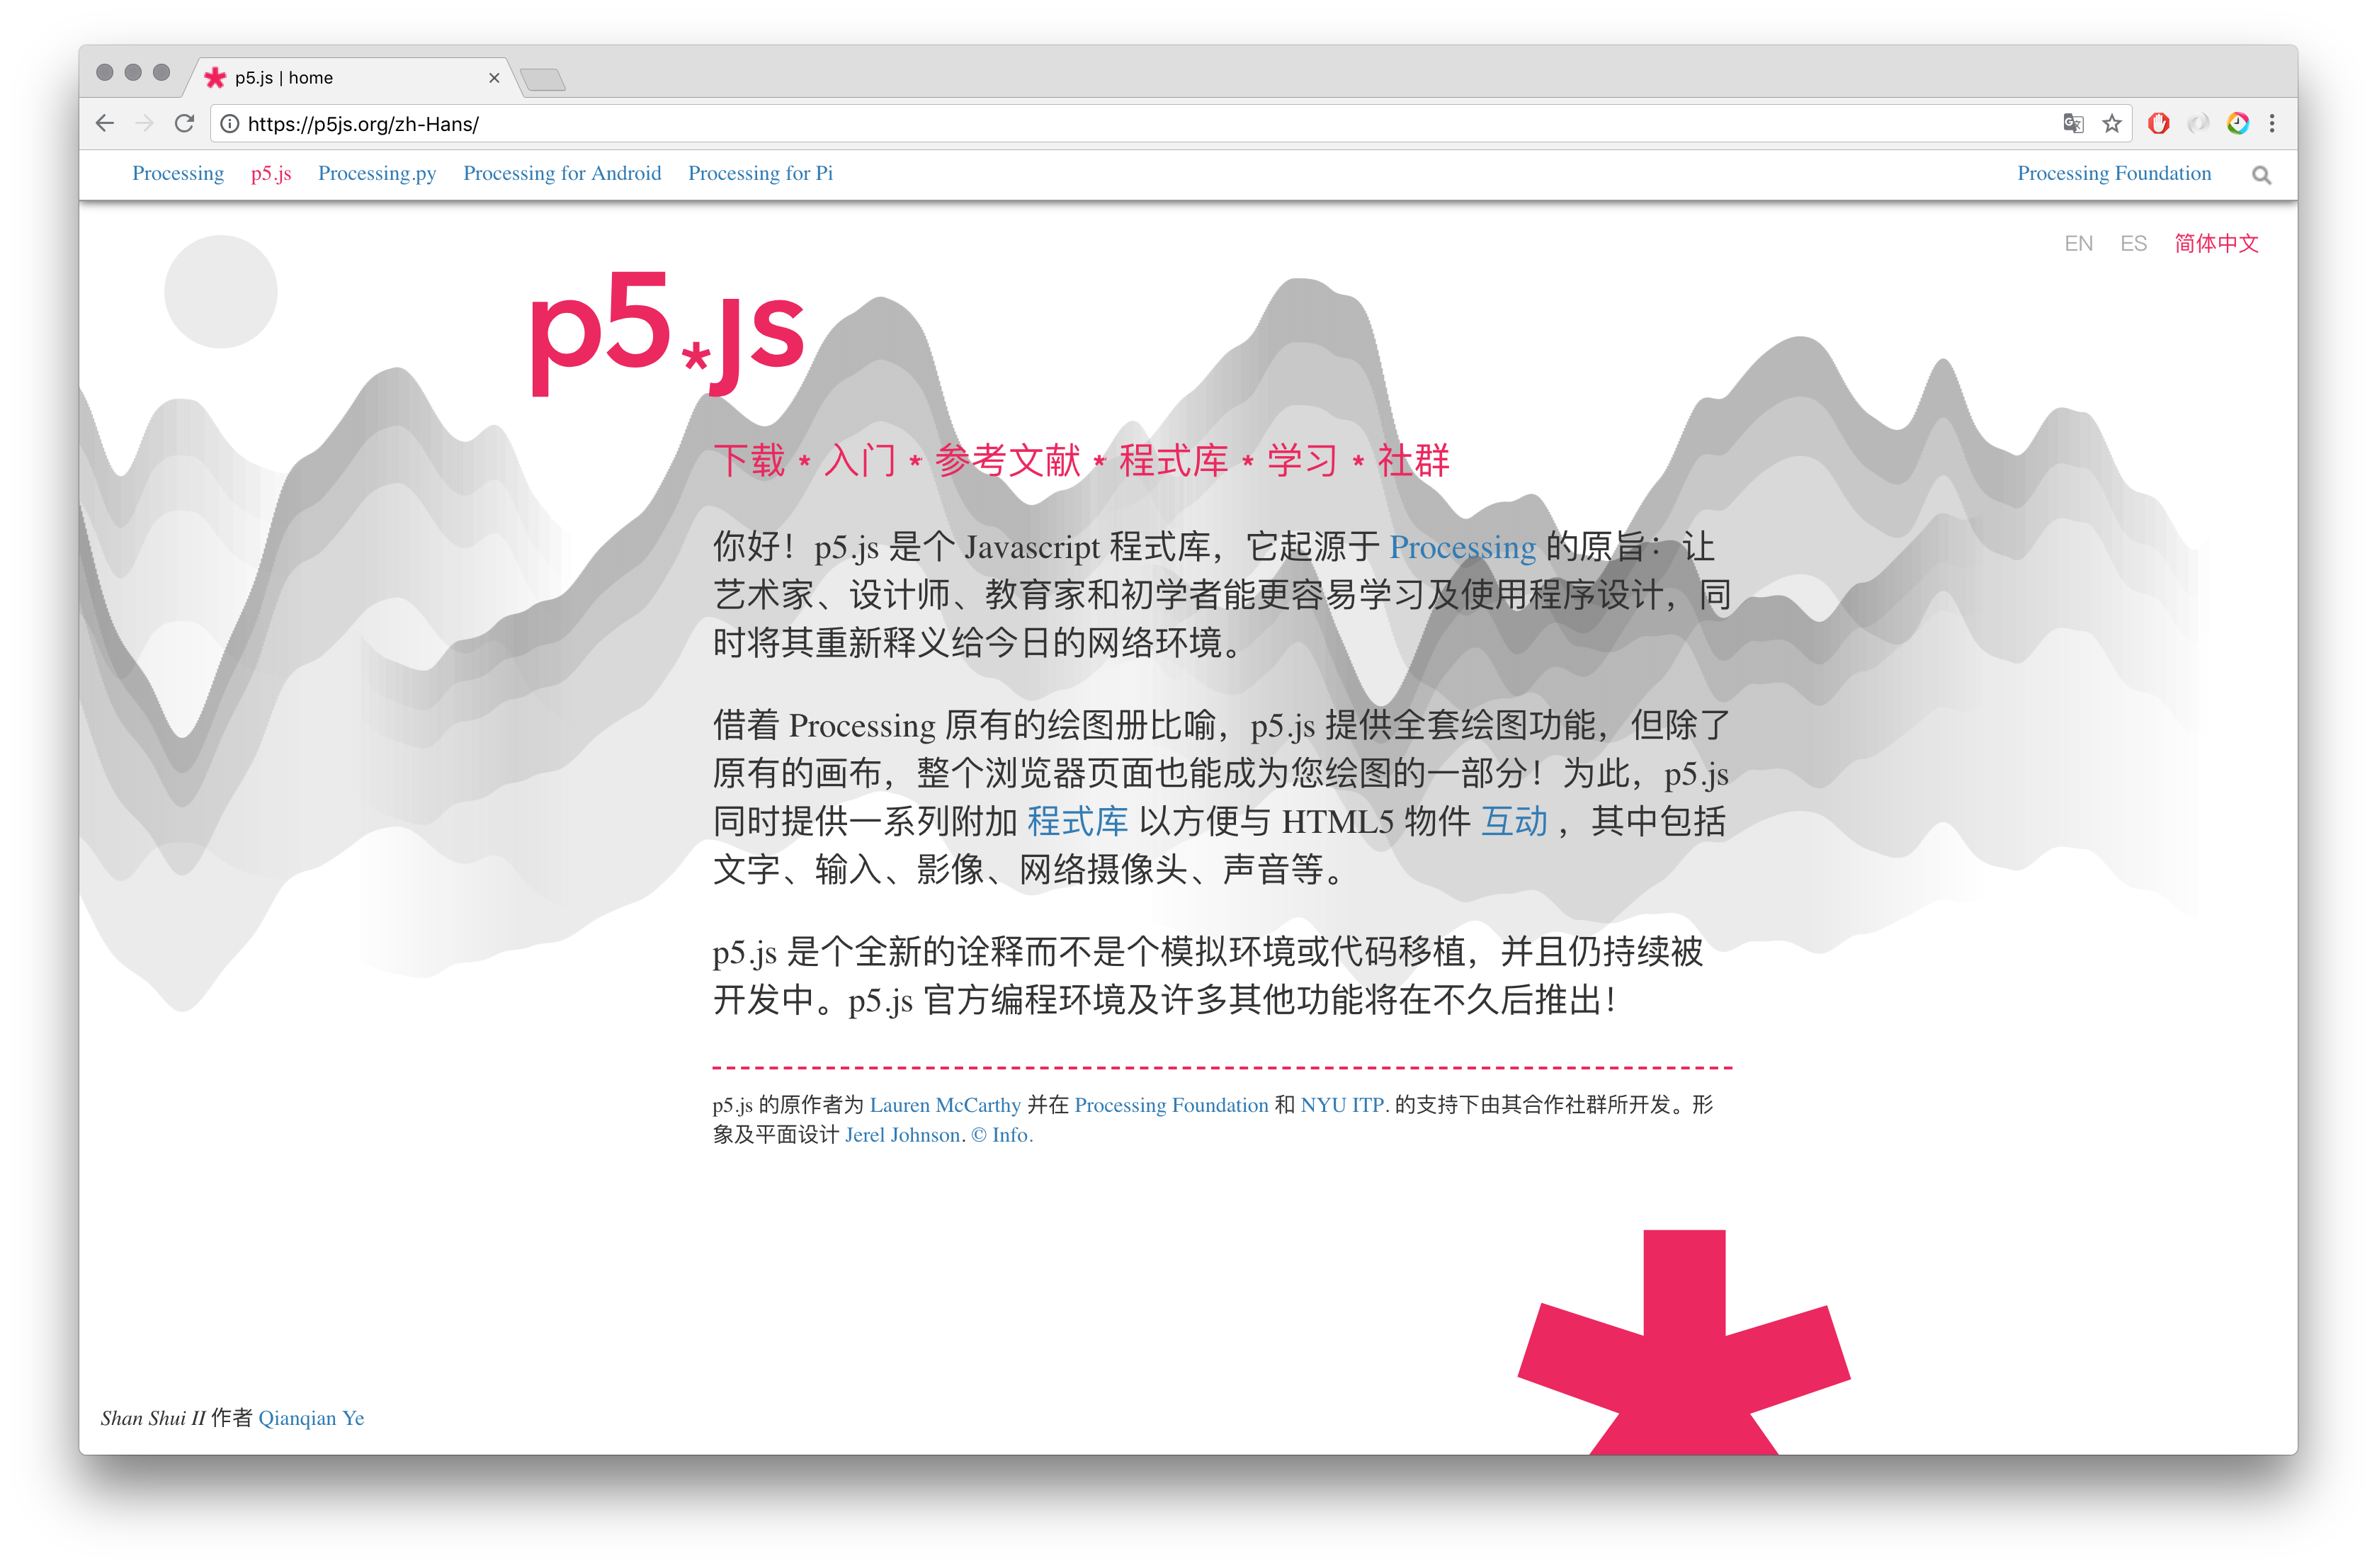 p5.js | home
https://p5js.org/zh-Hans/
Processing p5.js Processing.py Processing for Android Processing for Pi Processing Foundation
EN ES 简体中文
p5*js
下载 * 入门 * 参考文献 * 程式库 * 学习 * 社群
你好！p5.js 是个 Javascript 程式库，它起源于 Processing 的原旨：让
艺术家、设计师、教育家和初学者能更容易学习及使用程序设计，同
时将其重新释义给今日的网络环境。
借着 Processing 原有的绘图册比喻，p5.js 提供全套绘图功能，但除了
原有的画布，整个浏览器页面也能成为您绘图的一部分！为此，p5.js
同时提供一系列附加 程式库 以方便与 HTML5 物件 互动 ，其中包括
文字、输入、影像、网络摄像头、声音等。
p5.js 是个全新的诠释而不是个模拟环境或代码移植，并且仍持续被
开发中。p5.js 官方编程环境及许多其他功能将在不久后推出！
p5.js 的原作者为 Lauren McCarthy 并在 Processing Foundation 和 NYU ITP. 的支持下由其合作社群所开发。形
象及平面设计 Jerel Johnson. © Info.
Shan Shui II 作者 Qianqian Ye